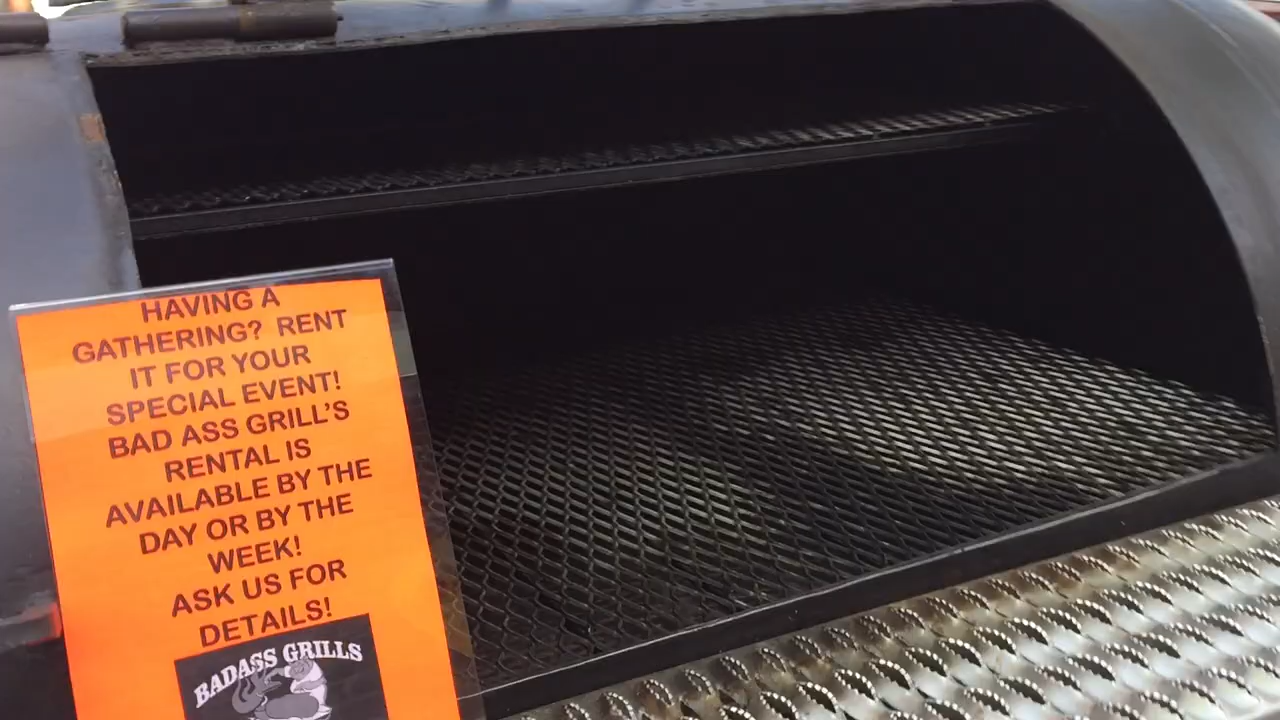 HAVING A
GATHERING? RENT
IT FOR YOUR
SPECIAL EVENT!
BAD ASS GRILL'S
RENTAL IS
AVAILABLE BY THE
DAY OR BY THE
WEEK!
ASK US FOR
DETAILS!
BADASS GRILLS